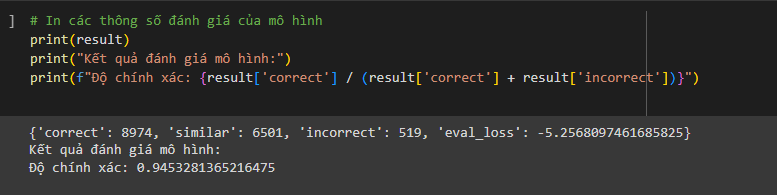 ]
# In các thông số đánh giá của mô hình
print(result)
print("Kết quả đánh giá mô hình:")
print(f"Độ chính xác: {result['correct'] / (result['correct'] + result['incorrect'])}")
{'correct': 8974, 'similar': 6501, 'incorrect': 519, 'eval_loss': -5.2568097461685825}
Kết quả đánh giá mô hình:
Độ chính xác: 0.9453281365216475